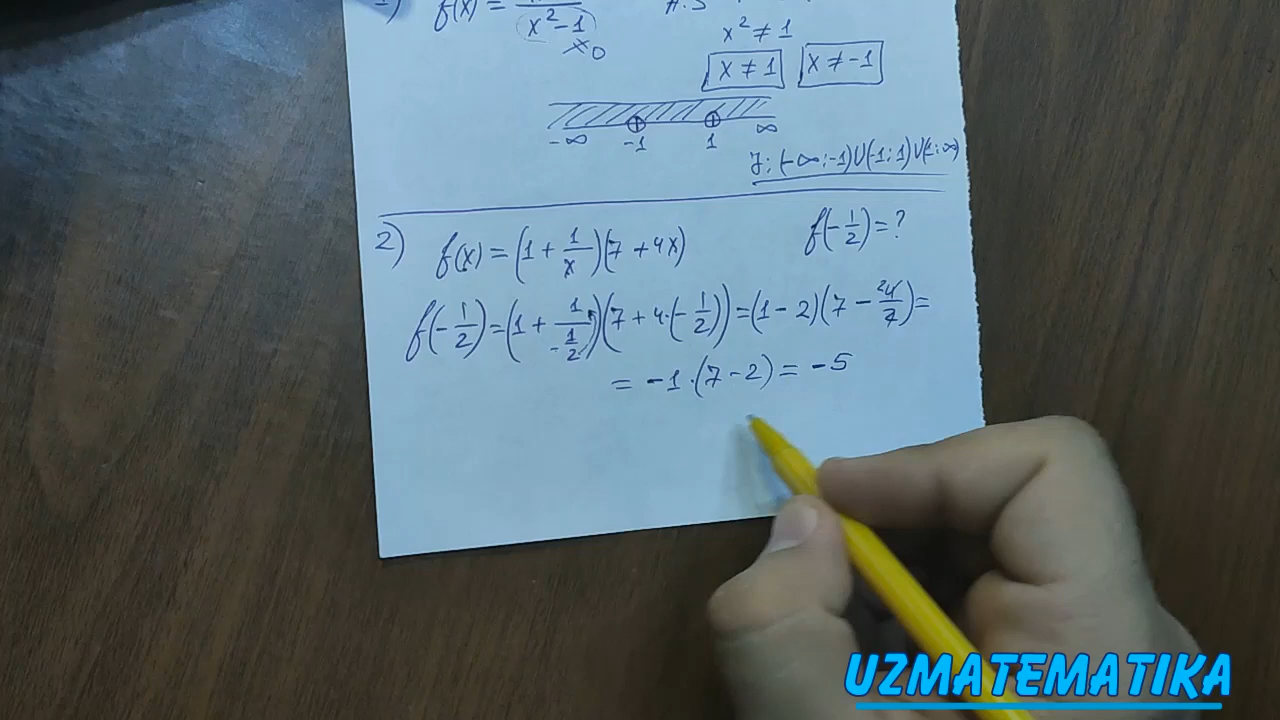 f(x) = x²-1
x²≠1
≠0
x≠1 x≠-1
-∞ -1 1 ∞
J: (-∞;-1)U(-1;1)U(1;∞)
2) f(x)=(1+1/x)(7+4x) f(-1/2)=?
f(-1/2)=(1+1/(-1/2))(7+4·(-1/2))=(1-2)(7-4/2)=
= -1·(7-2)= -5
UZMATEMATIKA